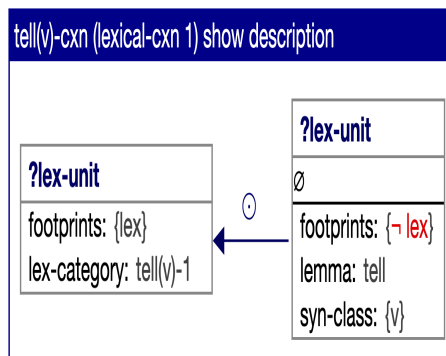 tell(v)-cxn (lexical-cxn 1) show description
?lex-unit
footprints: {lex}
lex-category: tell(v)-1
⊙
?lex-unit
∅
footprints: {¬ lex}
lemma: tell
syn-class: {v}